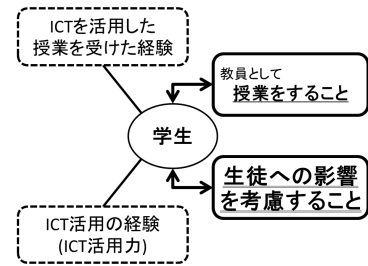 ICTを活用した
授業を受けた経験
教員として
授業をすること
学生
生徒への影響
を考慮すること
ICT活用の経験
(ICT活用力)